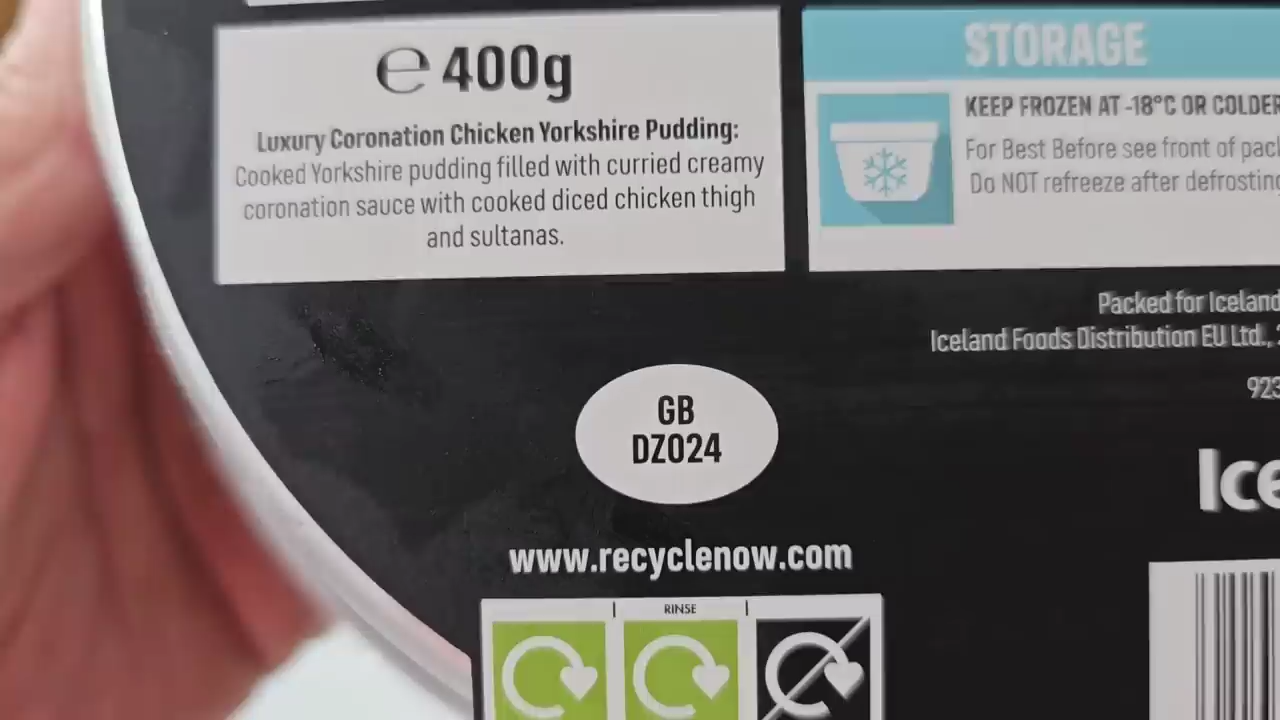 ℮ 400g
Luxury Coronation Chicken Yorkshire Pudding:
Cooked Yorkshire pudding filled with curried creamy
coronation sauce with cooked diced chicken thigh
and sultanas.
STORAGE
KEEP FROZEN AT -18°C OR COLDER
For Best Before see front of pack
Do NOT refreeze after defrosting
Packed for Iceland
Iceland Foods Distribution EU Ltd.,
923
GB
DZ024
Ice
www.recyclenow.com
RINSE